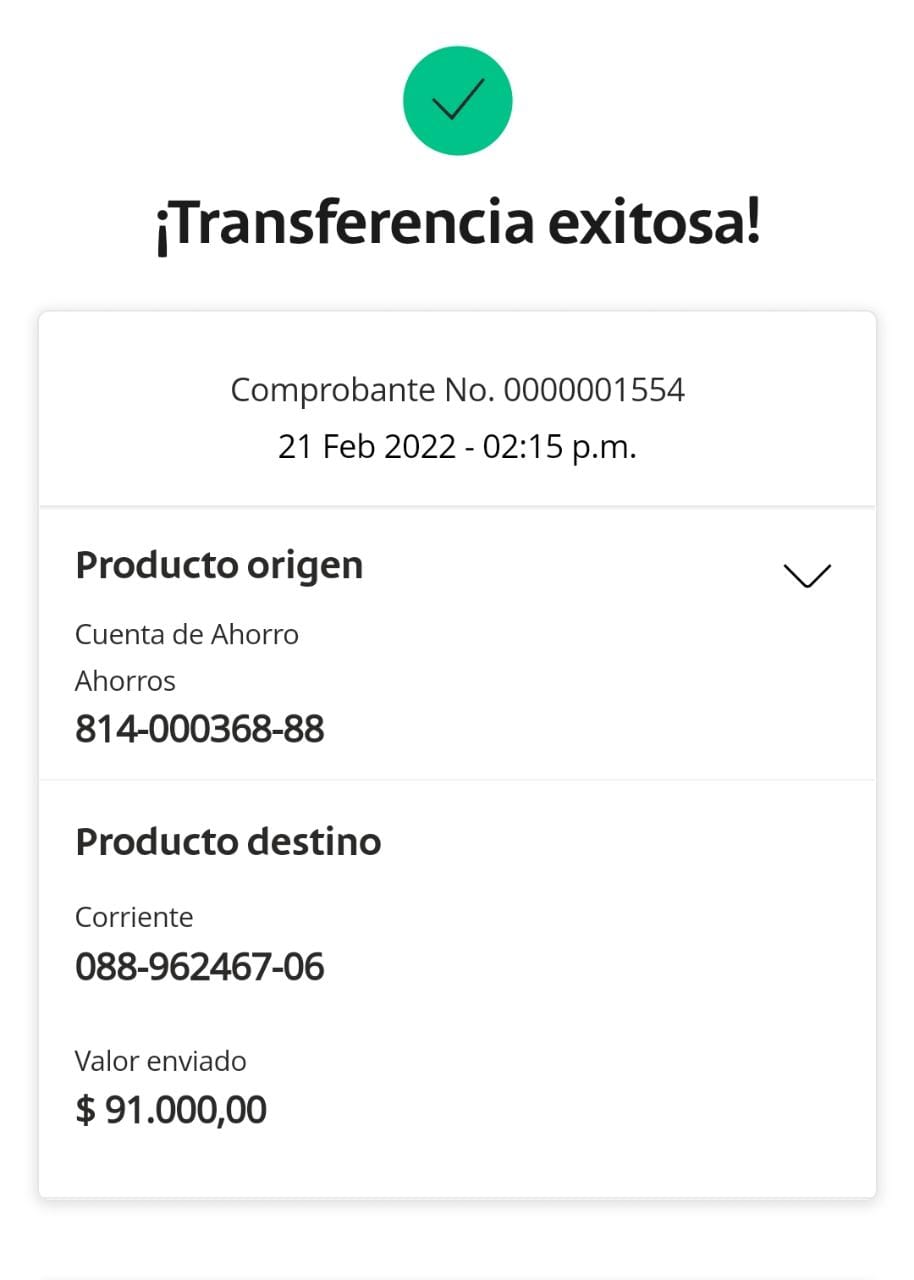 ¡Transferencia exitosa!
Comprobante No. 0000001554
21 Feb 2022 - 02:15 p.m.
Producto origen
Cuenta de Ahorro
Ahorros
814-000368-88
Producto destino
Corriente
088-962467-06
Valor enviado
$ 91.000,00